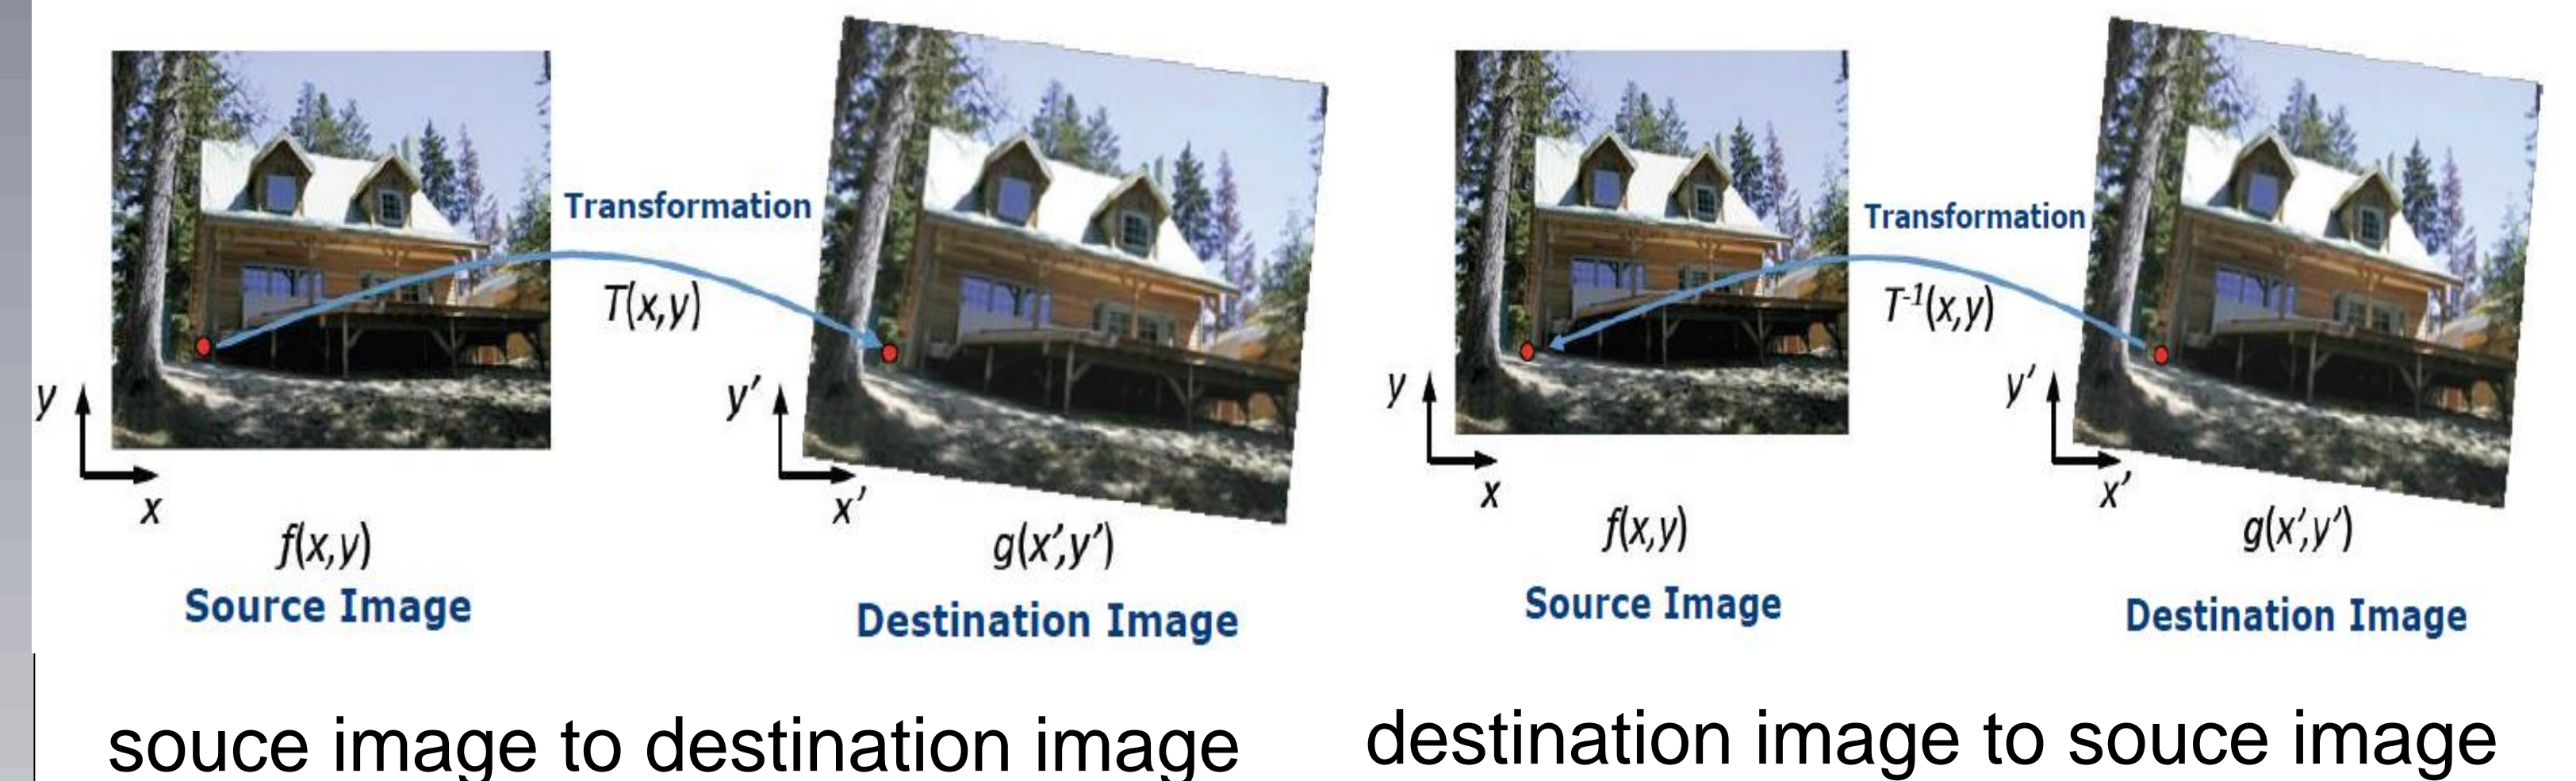 Transformation
T(x,y)
y
x
f(x,y)
Source Image
y′
x′
g(x′,y′)
Destination Image
souce image to destination image
Transformation
T-1(x,y)
y
x
f(x,y)
Source Image
y′
x′
g(x′,y′)
Destination Image
destination image to souce image